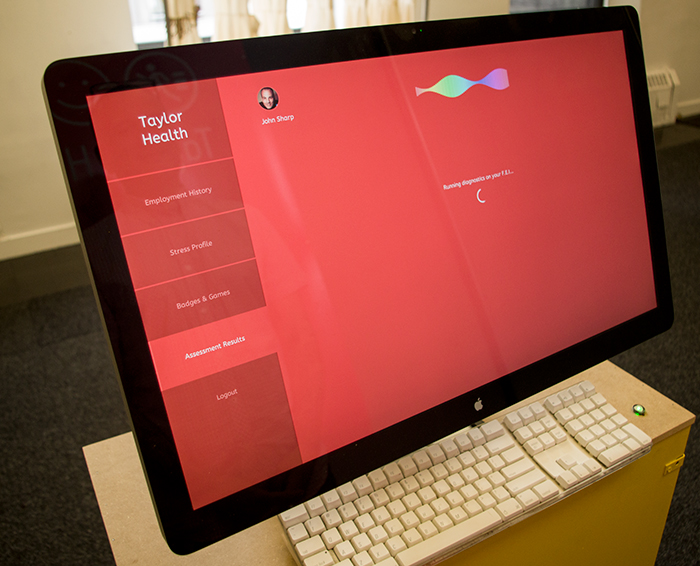 Taylor
Health
John Sharp
Employment History
Stress Profile
Badges & Games
Assessment Results
Logout
Running diagnostics on your F.S.I...